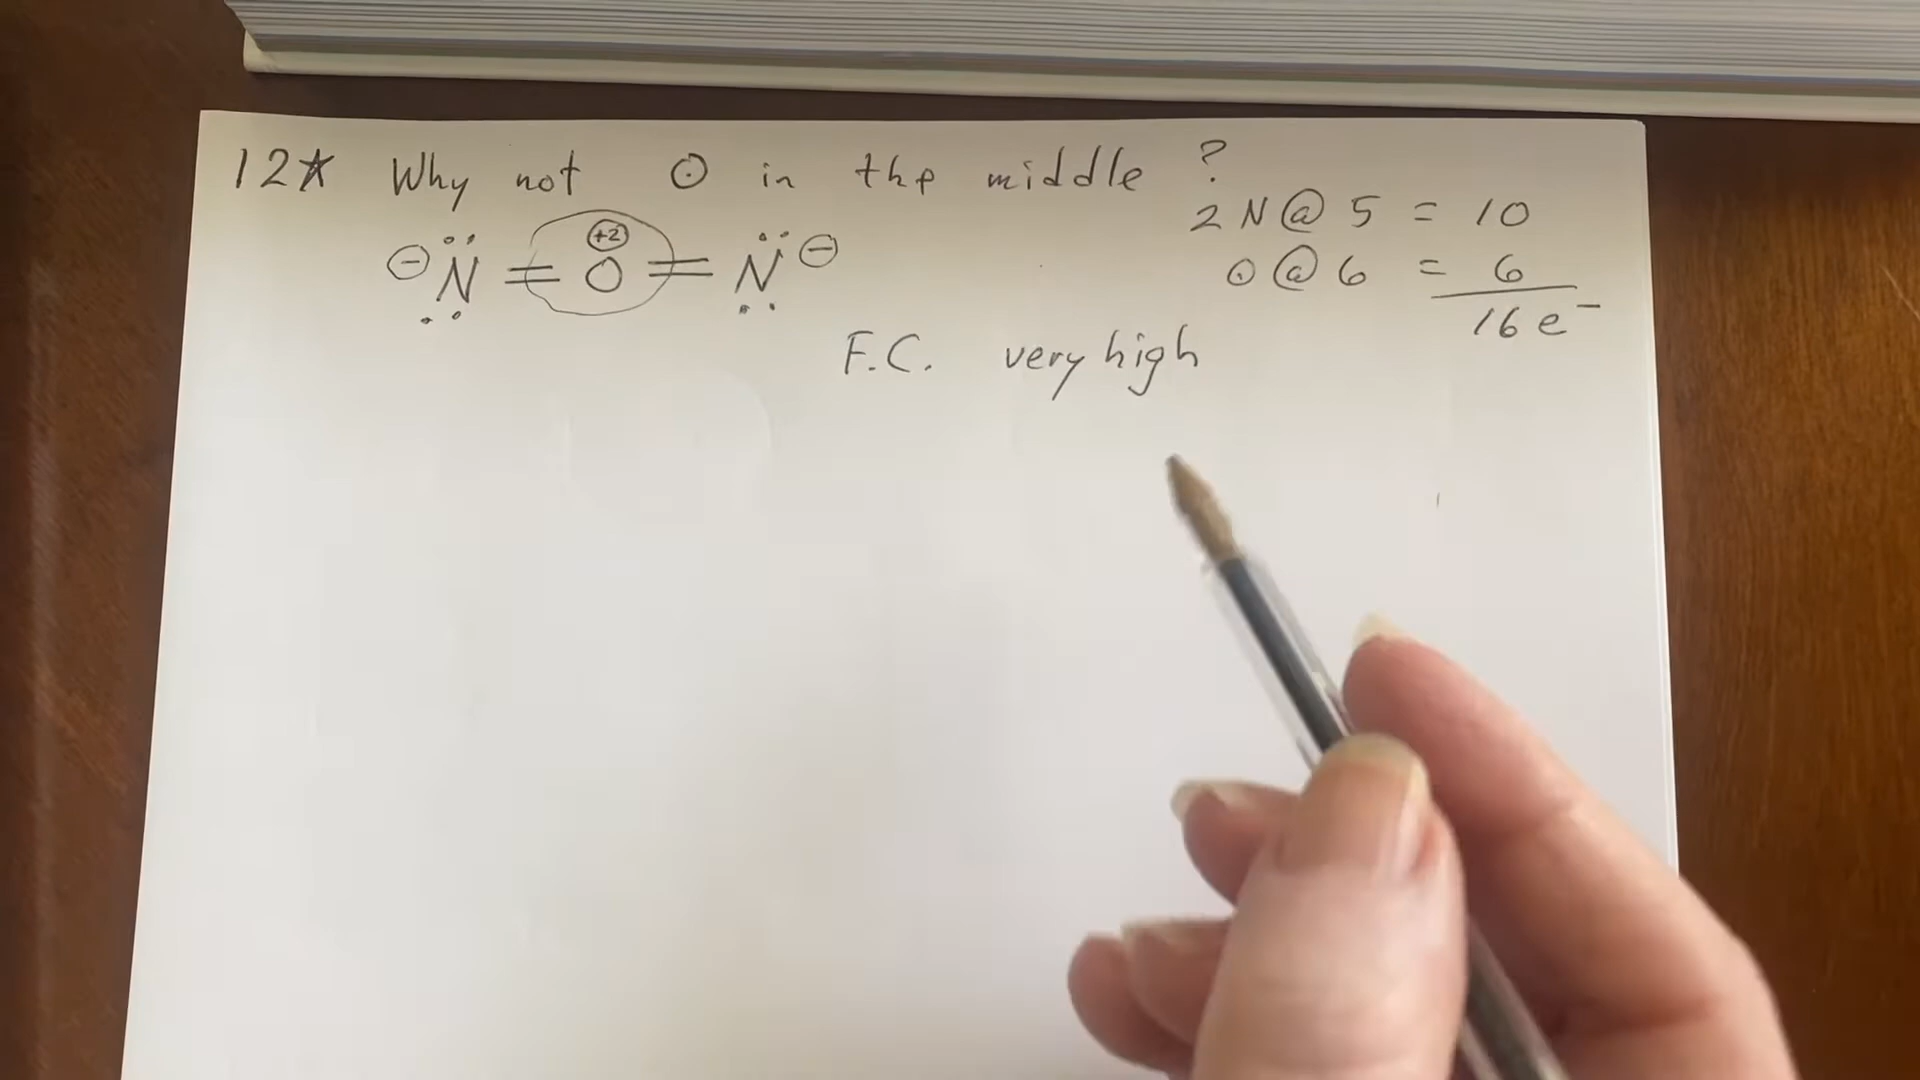 12★ Why not O in the middle ?
2 N @ 5 = 10
O @ 6 = 6
16 e⁻
⊖ N = O = N ⊖
+2
F.C. very high